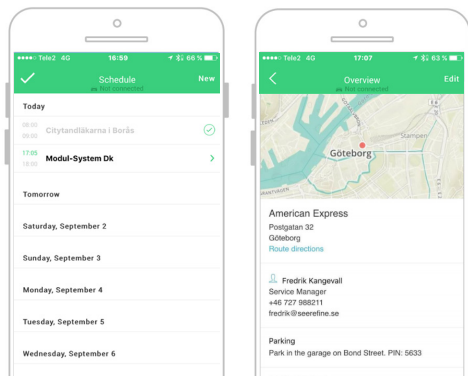 Tele2 4G 16:59 66 %
Schedule
New
Not connected
Today
08:00
09:00
Citytandläkarna i Borås
17:05
18:00
Modul-System Dk
Tomorrow
Saturday, September 2
Sunday, September 3
Monday, September 4
Tuesday, September 5
Wednesday, September 6
Tele2 4G 17:07 63 %
Overview
Edit
Not connected
Stampen
Göteborg
American Express
Postgatan 32
Göteborg
Route directions
Fredrik Kangevall
Service Manager
+46 727 988211
fredrik@seerefine.se
Parking
Park in the garage on Bond Street. PIN: 5633